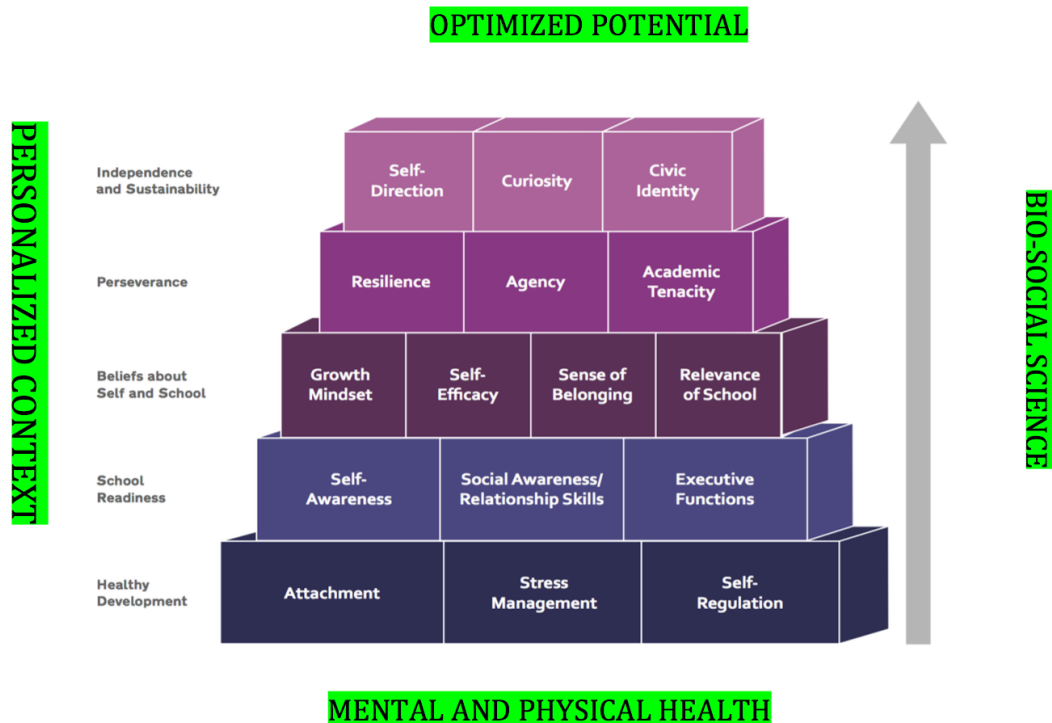 OPTIMIZED POTENTIAL
PERSONALIZED CONTEXT
Independence
and Sustainability
Self-
Direction
Curiosity
Civic
Identity
Perseverance
Resilience
Agency
Academic
Tenacity
Beliefs about
Self and School
Growth
Mindset
Self-
Efficacy
Sense of
Belonging
Relevance
of School
School
Readiness
Self-
Awareness
Social Awareness/
Relationship Skills
Executive
Functions
Healthy
Development
Attachment
Stress
Management
Self-
Regulation
BIO-SOCIAL SCIENCE
MENTAL AND PHYSICAL HEALTH